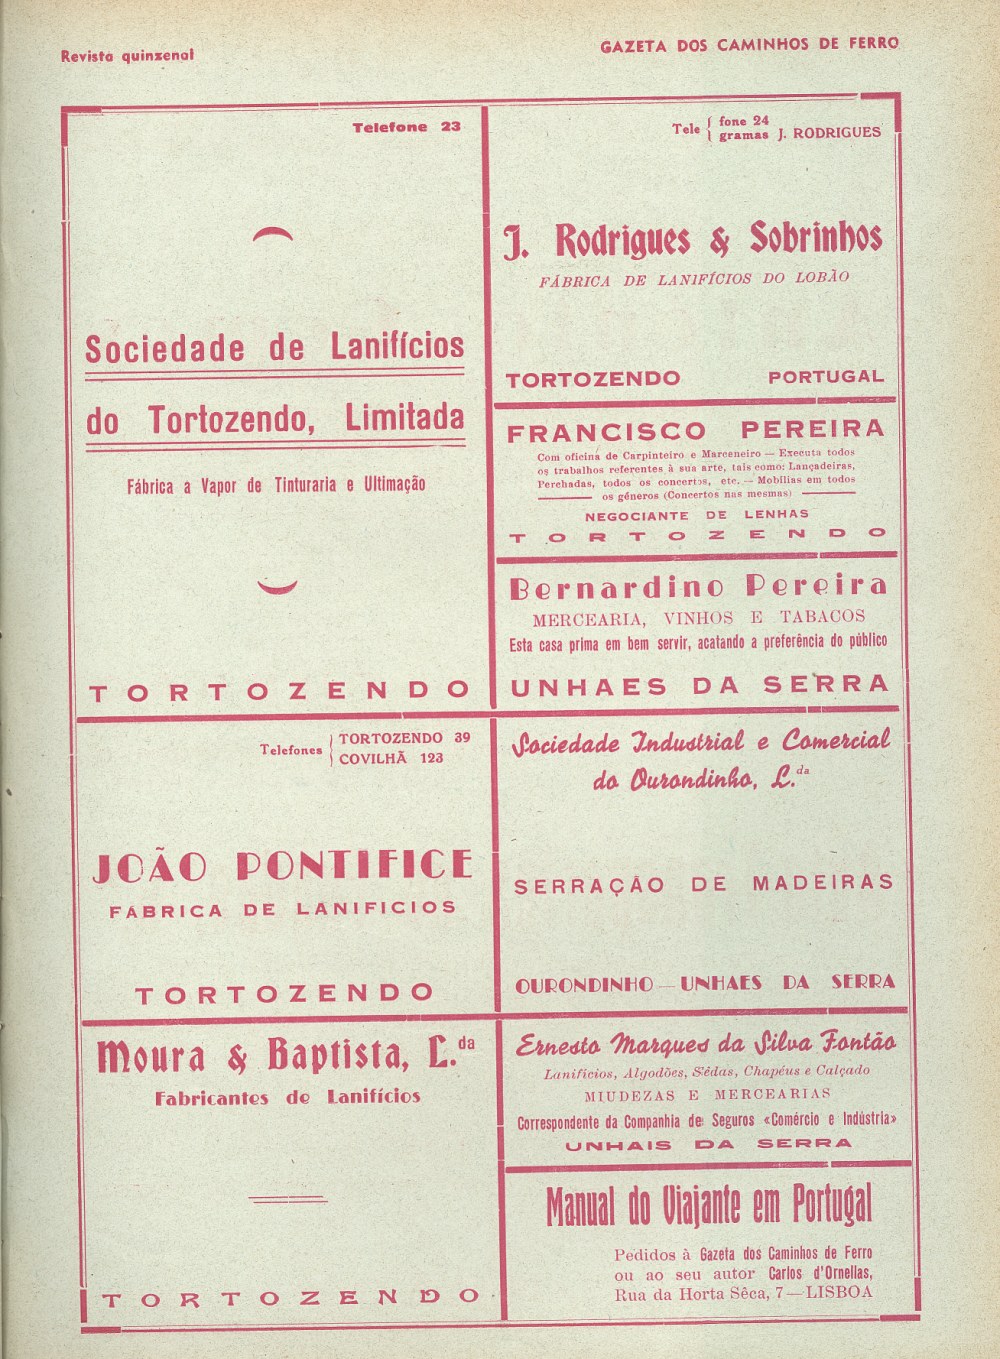 Revista quinzenal
GAZETA DOS CAMINHOS DE FERRO
Telefone 23
Sociedade de Lanifícios
do Tortozendo, Limitada
Fábrica a Vapor de Tinturaria e Ultimação
TORTOZENDO
Tele { fone 24
gramas J. RODRIGUES
J. Rodrigues & Sobrinhos
FÁBRICA DE LANIFÍCIOS DO LOBÃO
TORTOZENDO PORTUGAL
FRANCISCO PEREIRA
Com oficina de Carpinteiro e Marceneiro — Executa todos
os trabalhos referentes à sua arte, tais como: Lançadeiras,
Perchadas, todos os concertos, etc. — Mobílias em todos
os géneros (Concertos nas mesmas)
NEGOCIANTE DE LENHAS
TORTOZENDO
Bernardino Pereira
MERCEARIA, VINHOS E TABACOS
Esta casa prima em bem servir, acatando a preferência do público
UNHAES DA SERRA
Telefones { TORTOZENDO 39
COVILHÃ 123
JOÃO PONTIFICE
FÁBRICA DE LANIFICIOS
TORTOZENDO
Sociedade Industrial e Comercial
do Ourondinho, L.da
SERRAÇÃO DE MADEIRAS
OURONDINHO — UNHAES DA SERRA
Moura & Baptista, L.da
Fabricantes de Lanifícios
TORTOZENDO
Ernesto Marques da Silva Fontão
Lanifícios, Algodões, Sêdas, Chapéus e Calçado
MIUDEZAS E MERCEARIAS
Correspondente da Companhia de Seguros «Comércio e Indústria»
UNHAIS DA SERRA
Manual do Viajante em Portugal
Pedidos à Gazeta dos Caminhos de Ferro
ou ao seu autor Carlos d'Ornellas,
Rua da Horta Sêca, 7—LISBOA